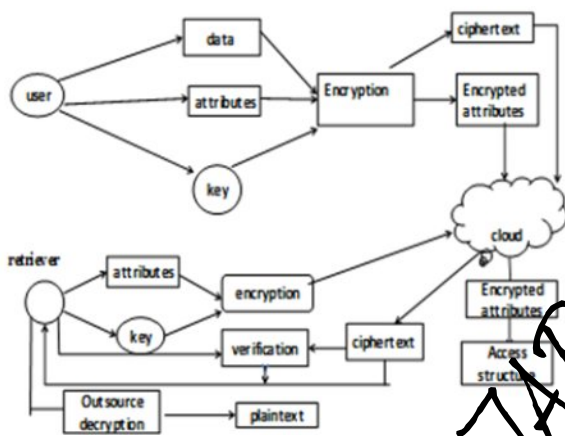 data
ciphertext
user
attributes
Encryption
Encrypted
attributes
key
cloud
retriever
attributes
encryption
key
verification
ciphertext
Encrypted
attributes
Access
structure
Outsource
decryption
plaintext